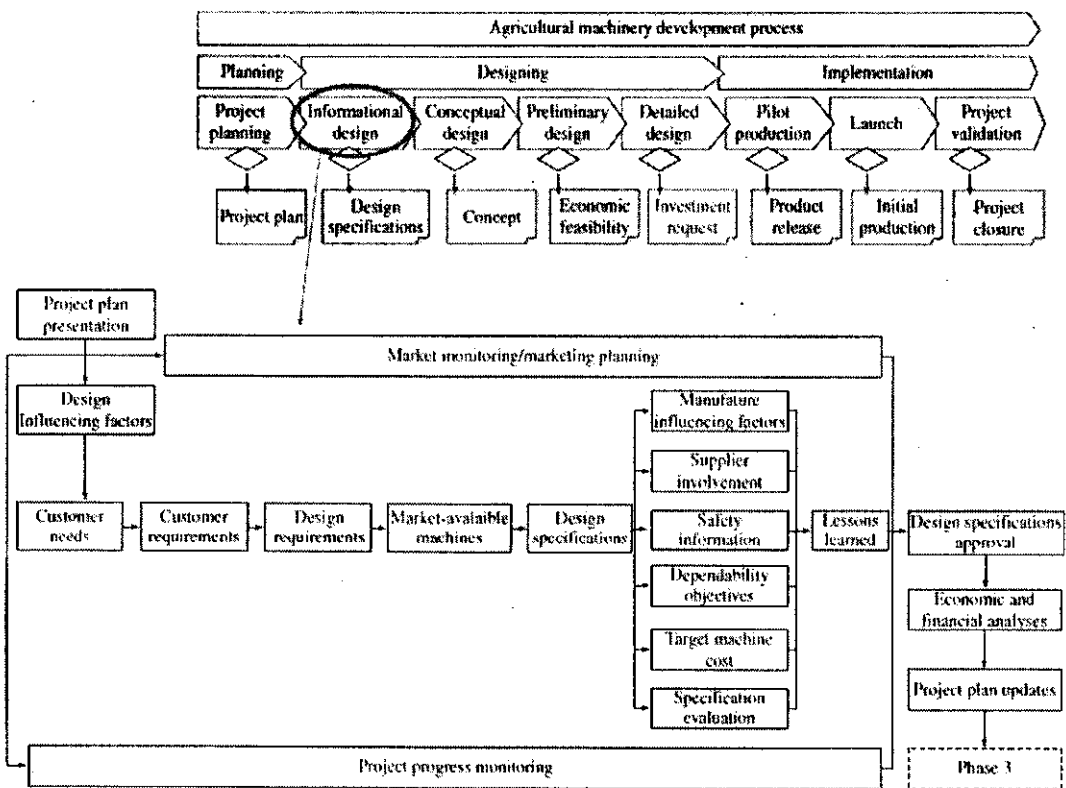 Agricultural machinery development process
Planning
Designing
Implementation
Project
planning
Informational
design
Conceptual
design
Preliminary
design
Detailed
design
Pilot
production
Launch
Project
validation
Project plan
Design
specifications
Concept
Economic
feasibility
Investment
request
Product
release
Initial
production
Project
closure
Project plan
presentation
Market monitoring/marketing planning
Design
Influencing factors
Customer
needs
Customer
requirements
Design
requirements
Market-avalaible
machines
Design
specifications
Manufature
influencing factors
Supplier
involvement
Safety
information
Dependability
objectives
Target machine
cost
Specification
evaluation
Lessons
learned
Design specifications
approval
Economic and
financial analyses
Project plan updates
Phase 3
Project progress monitoring